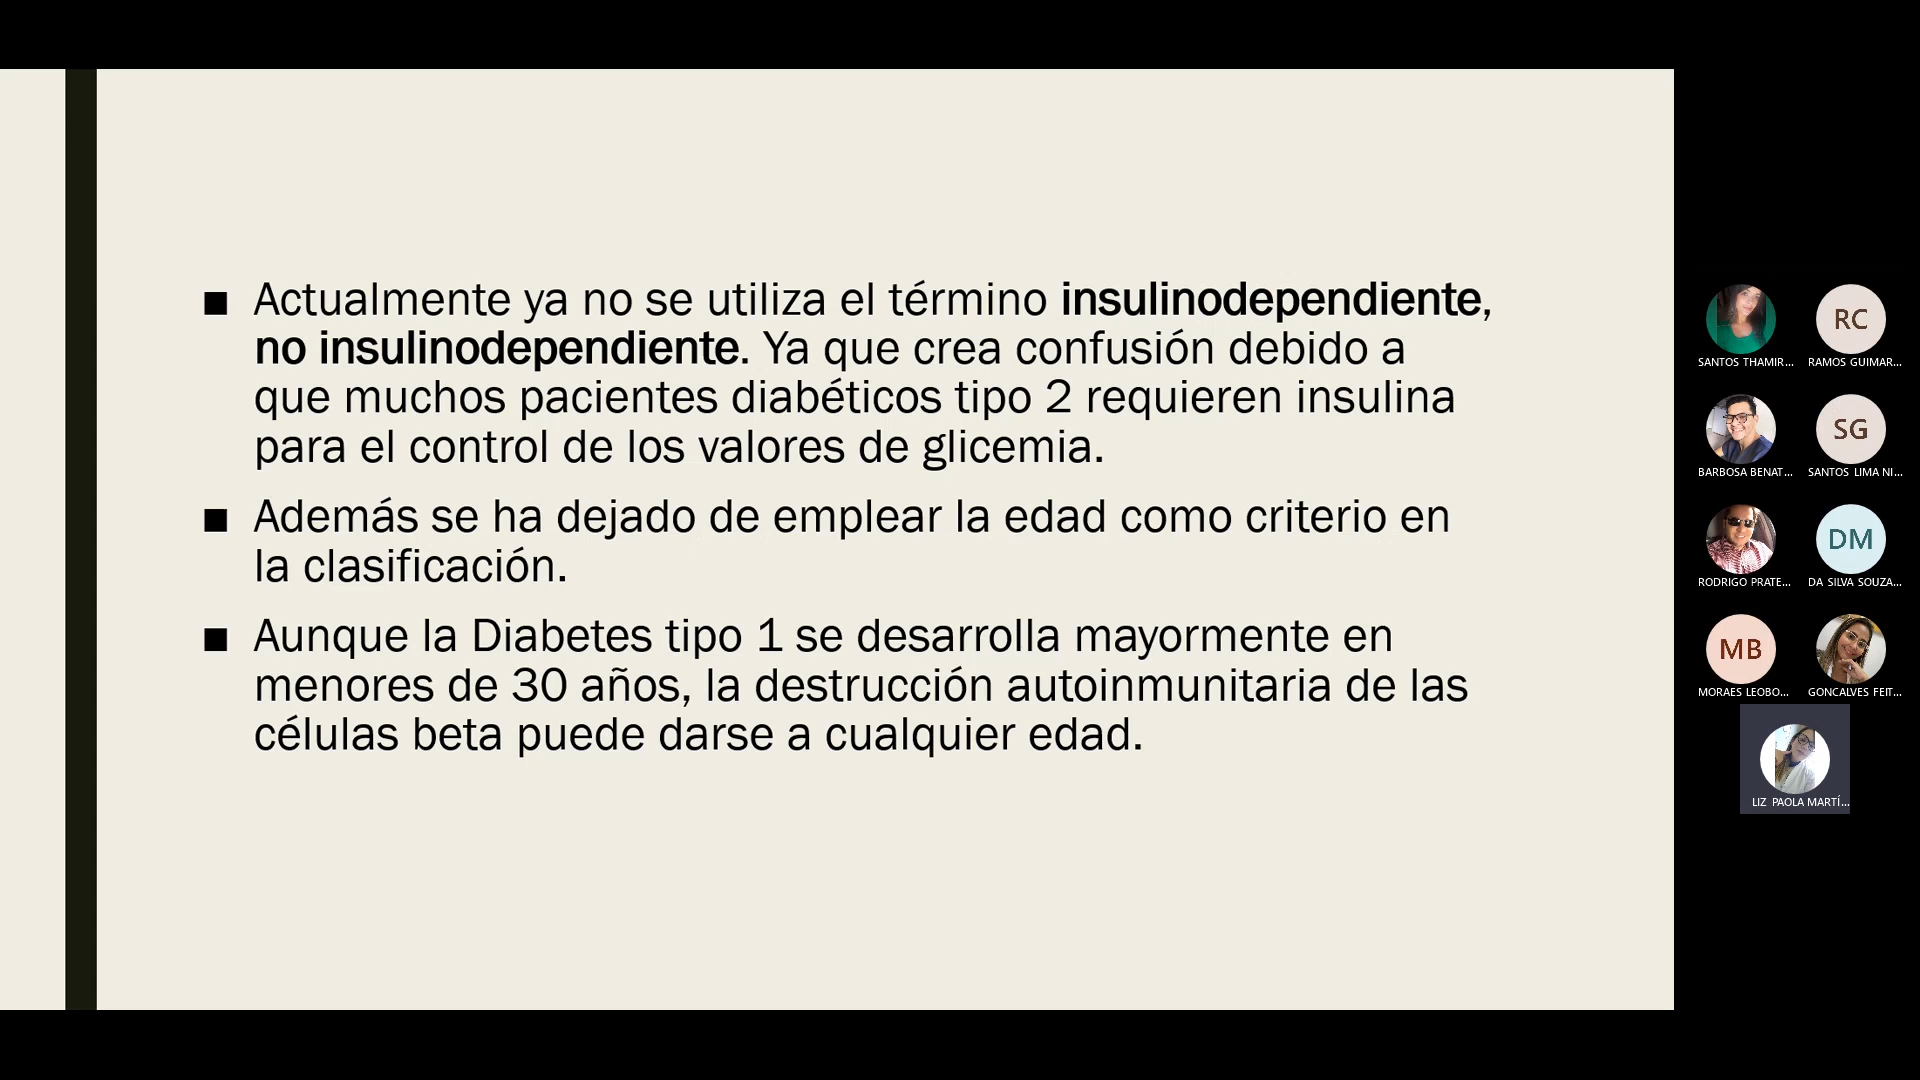 ■ Actualmente ya no se utiliza el término insulinodependiente,
no insulinodependiente. Ya que crea confusión debido a
que muchos pacientes diabéticos tipo 2 requieren insulina
para el control de los valores de glicemia.
■ Además se ha dejado de emplear la edad como criterio en
la clasificación.
■ Aunque la Diabetes tipo 1 se desarrolla mayormente en
menores de 30 años, la destrucción autoinmunitaria de las
células beta puede darse a cualquier edad.
RC
SANTOS THAMIR... RAMOS GUIMAR...
SG
BARBOSA BENAT... SANTOS LIMA NI...
DM
RODRIGO PRATE... DA SILVA SOUZA...
MB
MORAES LEOBO... GONCALVES FEIT...
LIZ PAOLA MARTÍ...